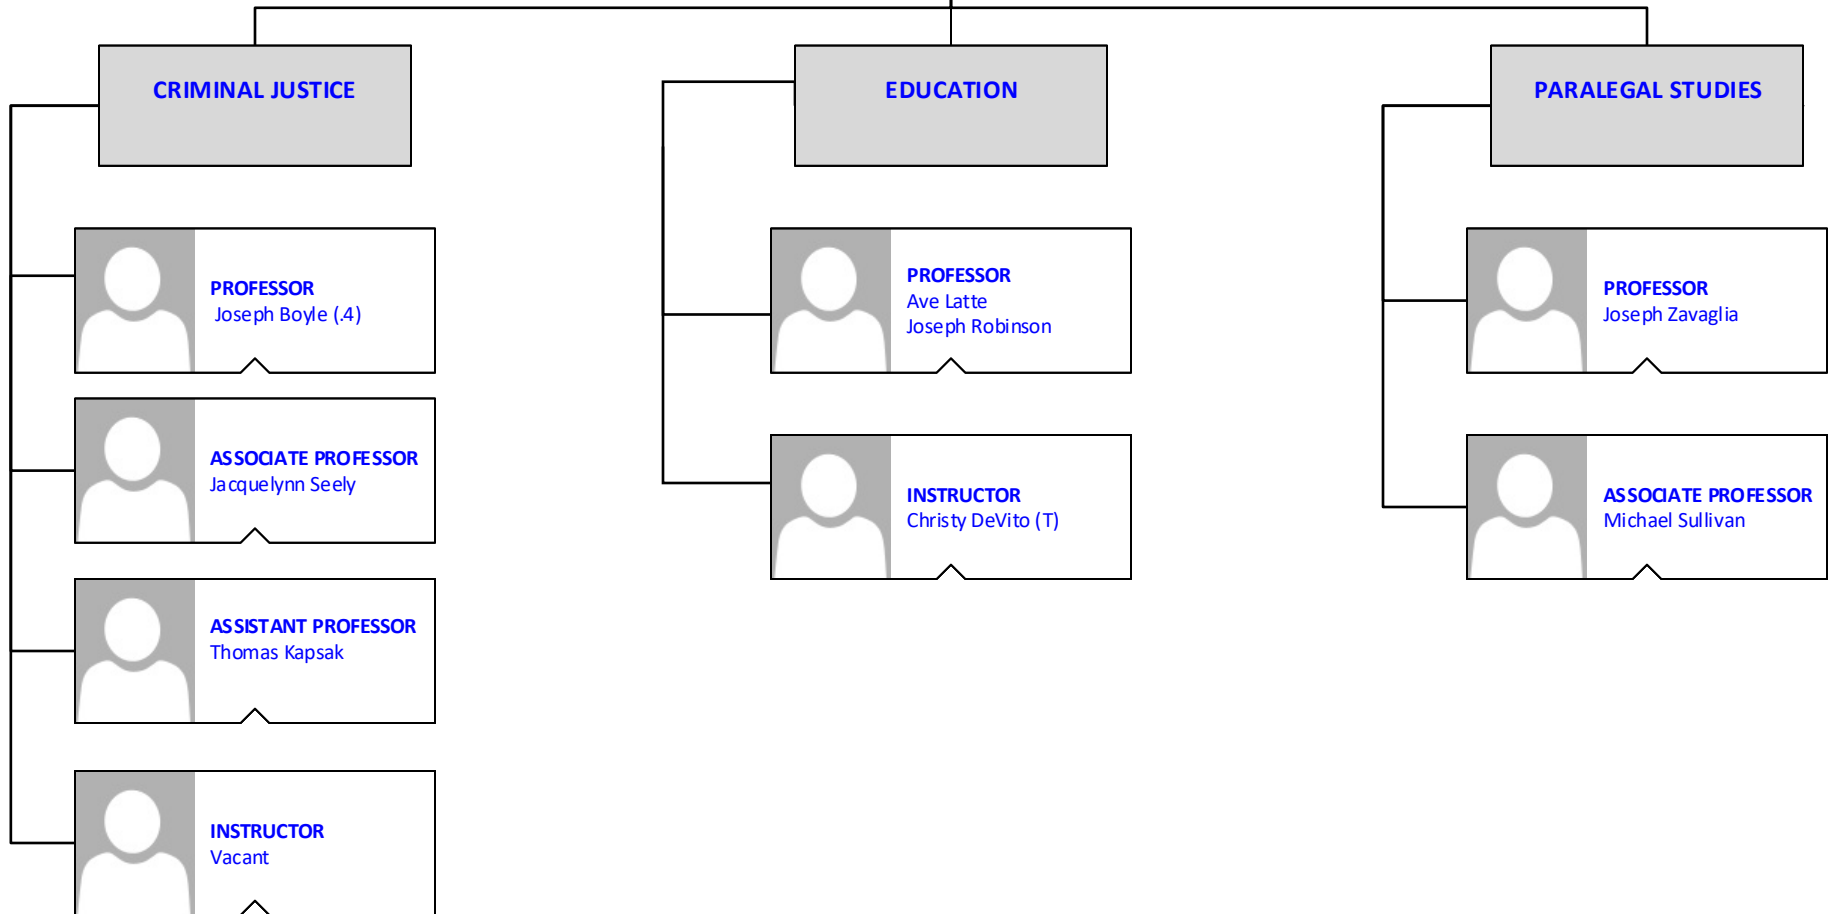 CRIMINAL JUSTICE
PROFESSOR
Joseph Boyle (.4)
ASSOCIATE PROFESSOR
Jacquelynn Seely
ASSISTANT PROFESSOR
Thomas Kapsak
INSTRUCTOR
Vacant
EDUCATION
PROFESSOR
Ave Latte
Joseph Robinson
INSTRUCTOR
Christy DeVito (T)
PARALEGAL STUDIES
PROFESSOR
Joseph Zavaglia
ASSOCIATE PROFESSOR
Michael Sullivan